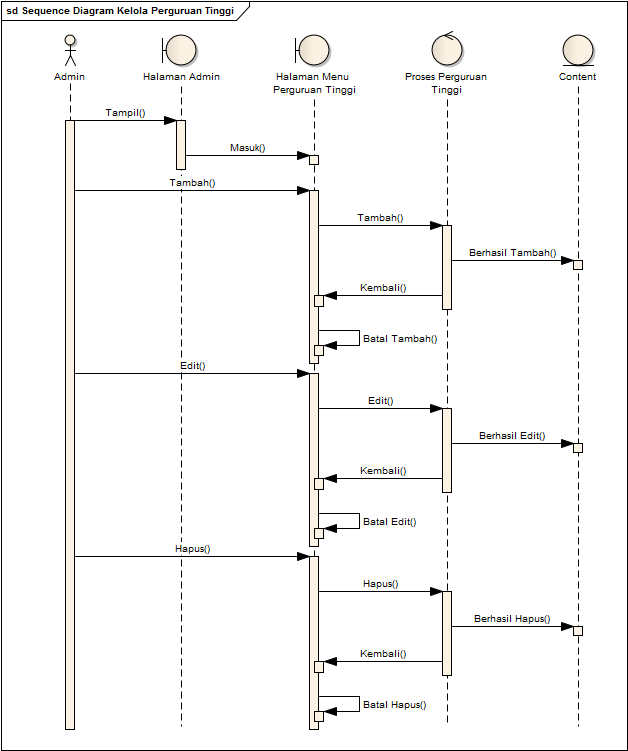 sd Sequence Diagram Kelola Perguruan Tinggi
Admin
Halaman Admin
Halaman Menu
Perguruan Tinggi
Proses Perguruan
Tinggi
Content
Tampil()
Masuk()
Tambah()
Tambah()
Berhasil Tambah()
Kembali()
Batal Tambah()
Edit()
Edit()
Berhasil Edit()
Kembali()
Batal Edit()
Hapus()
Hapus()
Berhasil Hapus()
Kembali()
Batal Hapus()